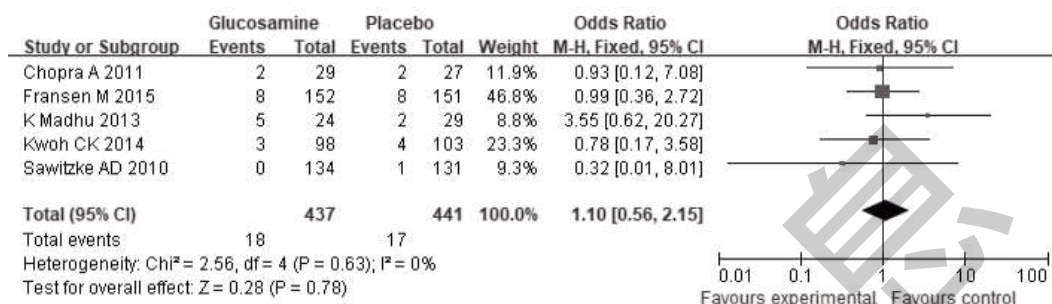 Glucosamine Placebo Odds Ratio Odds Ratio
Study or Subgroup Events Total Events Total Weight M-H, Fixed, 95% CI M-H, Fixed, 95% CI
Chopra A 2011 2 29 2 27 11.9% 0.93 [0.12, 7.08]
Fransen M 2015 8 152 8 151 46.8% 0.99 [0.36, 2.72]
K Madhu 2013 5 24 2 29 8.8% 3.55 [0.62, 20.27]
Kwoh CK 2014 3 98 4 103 23.3% 0.78 [0.17, 3.58]
Sawitzke AD 2010 0 134 1 131 9.3% 0.32 [0.01, 8.01]
Total (95% CI) 437 441 100.0% 1.10 [0.56, 2.15]
Total events 18 17
Heterogeneity: Chi² = 2.56, df = 4 (P = 0.63); I² = 0%
Test for overall effect: Z = 0.28 (P = 0.78)
0.01 0.1 1 10 100
Favours experimental Favours control